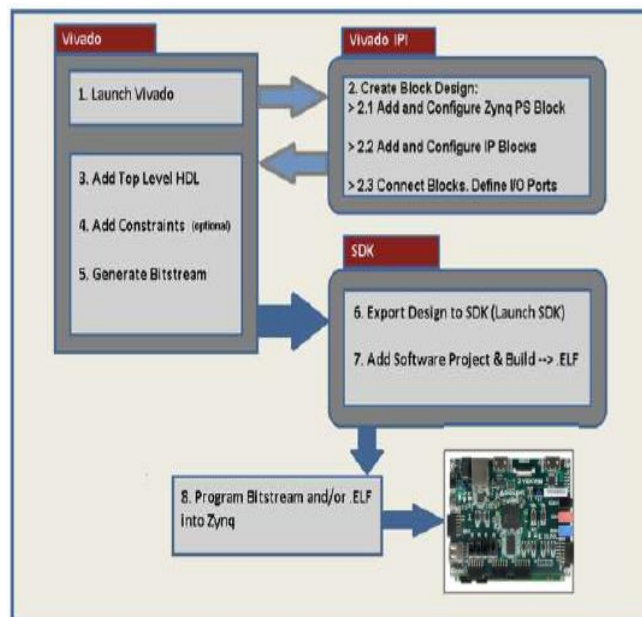 Vivado
1. Launch Vivado
Vivado IPI
2. Create Block Design:
> 2.1 Add and Configure Zynq PS Block
> 2.2 Add and Configure IP Blocks
> 2.3 Connect Blocks. Define I/O Ports
3. Add Top Level HDL
4. Add Constraints (optional)
5. Generate Bitstream
SDK
6. Export Design to SDK (Launch SDK)
7. Add Software Project & Build --> .ELF
8. Program Bitstream and/or .ELF
into Zynq